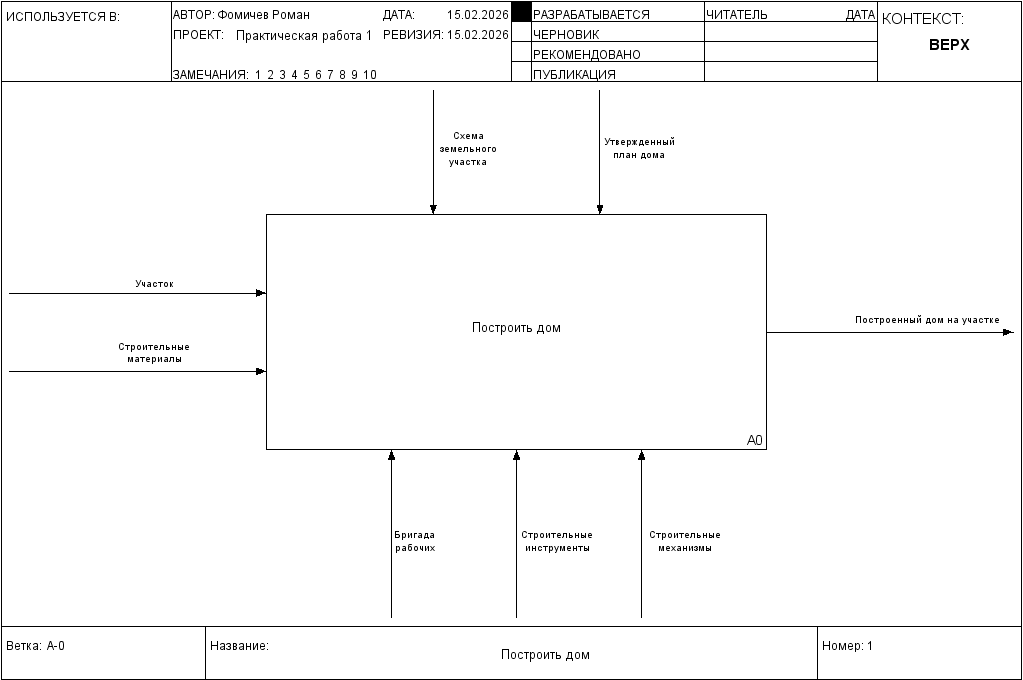 ИСПОЛЬЗУЕТСЯ В:
АВТОР: Фомичев Роман
ДАТА: 15.02.2026
ПРОЕКТ: Практическая работа 1
РЕВИЗИЯ: 15.02.2026
ЗАМЕЧАНИЯ: 1 2 3 4 5 6 7 8 9 10
РАЗРАБАТЫВАЕТСЯ
ЧЕРНОВИК
РЕКОМЕНДОВАНО
ПУБЛИКАЦИЯ
ЧИТАТЕЛЬ ДАТА
КОНТЕКСТ:
ВЕРХ
Схема
земельного
участка
Утвержденный
план дома
Участок
Строительные
материалы
Построить дом
A0
Построенный дом на участке
Бригада
рабочих
Строительные
инструменты
Строительные
механизмы
Ветка: A-0
Название:
Построить дом
Номер: 1